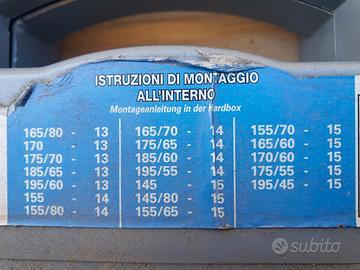 ISTRUZIONI DI MONTAGGIO
ALL'INTERNO
Montageanleitung in der Hardbox
165/80 - 13 165/70 - 14 155/70 - 15
170 - 13 175/65 - 14 165/60 - 15
175/70 - 13 185/60 - 14 170/60 - 15
185/65 - 13 195/55 - 14 175/55 - 15
195/60 - 13 145 - 15 195/45 - 15
155 - 14 145/80 - 15
155/80 - 14 155/65 - 15
subito